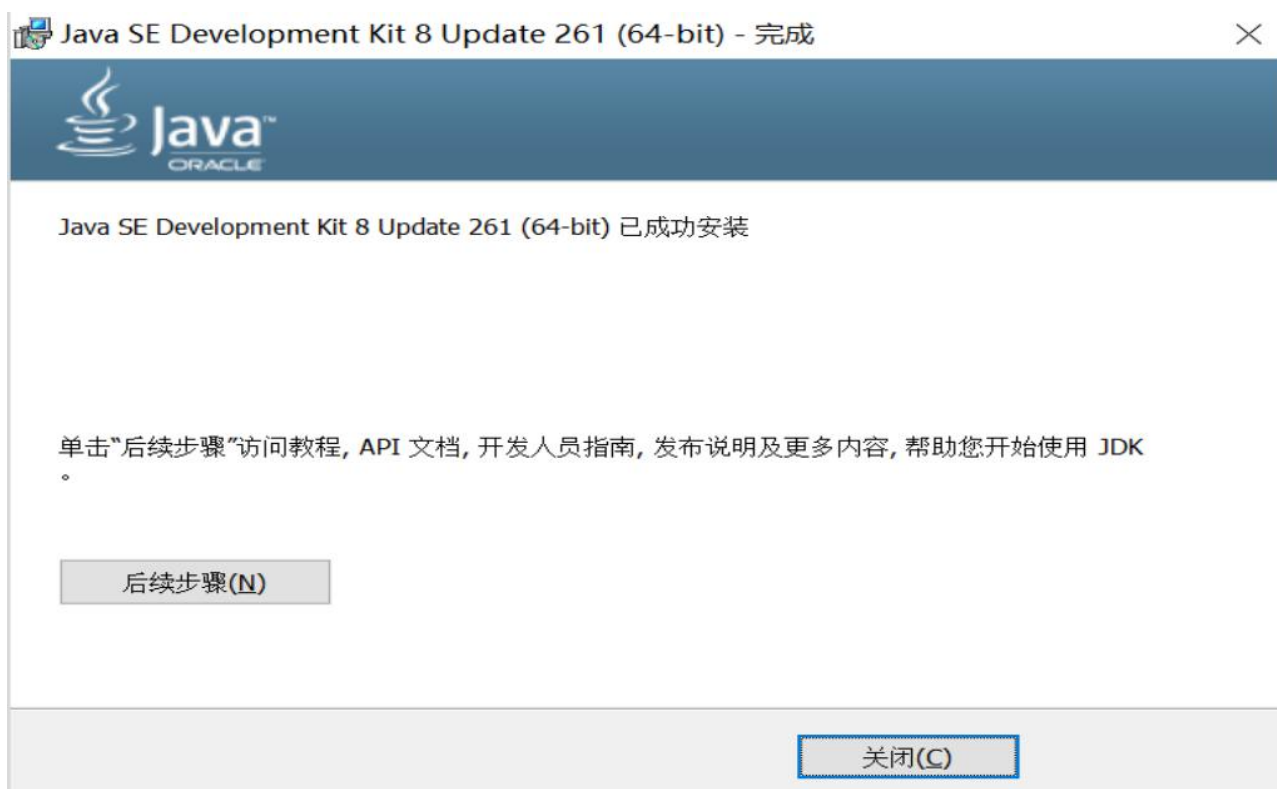 Java SE Development Kit 8 Update 261 (64-bit) - 完成
Java™
ORACLE
Java SE Development Kit 8 Update 261 (64-bit) 已成功安装
单击"后续步骤"访问教程, API 文档, 开发人员指南, 发布说明及更多内容, 帮助您开始使用 JDK
。
后续步骤(N)
关闭(C)